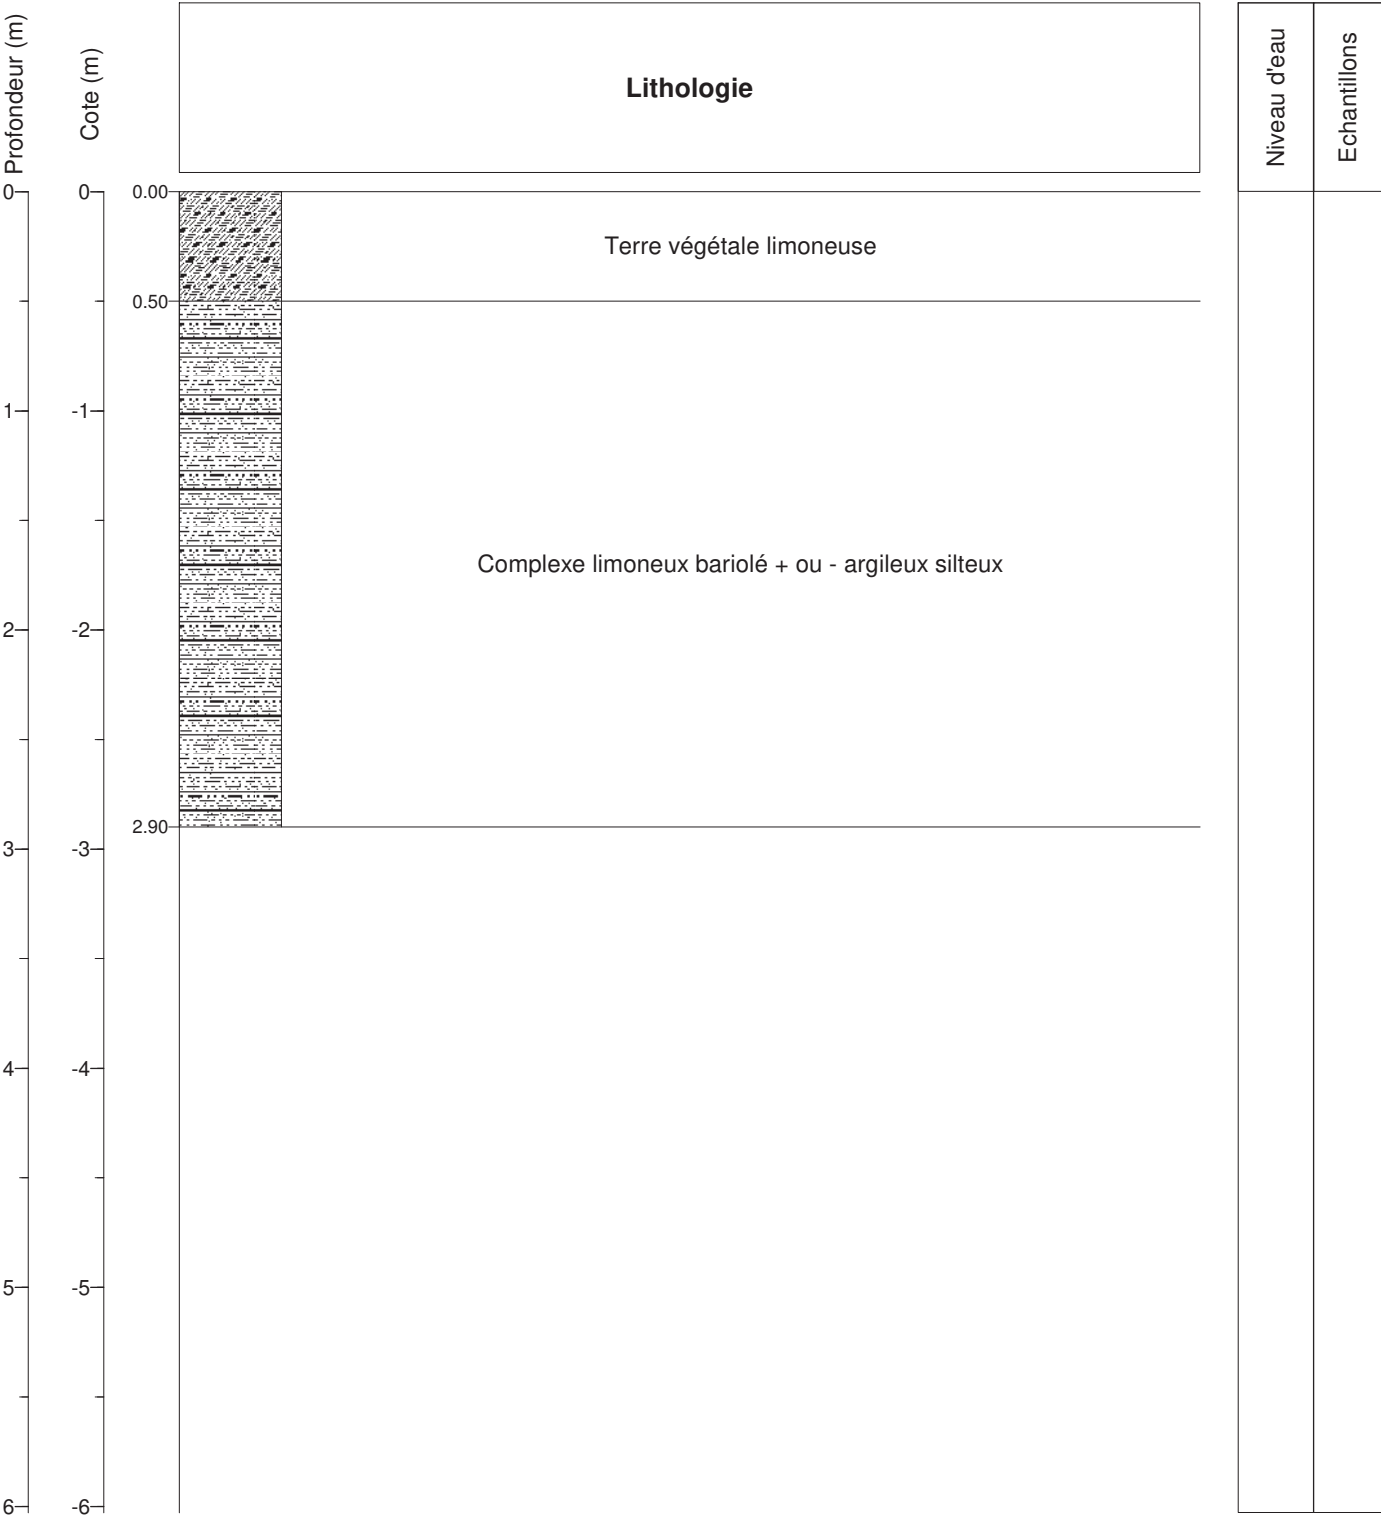 Profondeur (m)
Cote (m)
Lithologie
Niveau d'eau
Echantillons
0
0
0.00
Terre végétale limoneuse
0.50
1
-1
Complexe limoneux bariolé + ou - argileux silteux
2
-2
2.90
3
-3
4
-4
5
-5
6
-6